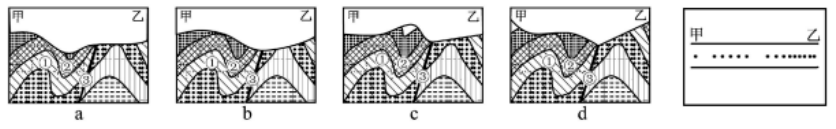 甲 乙 甲 乙 甲 乙 甲 乙 甲 乙
① ② ③ ① ② ③ ① ② ③ ① ② ③
a b c d